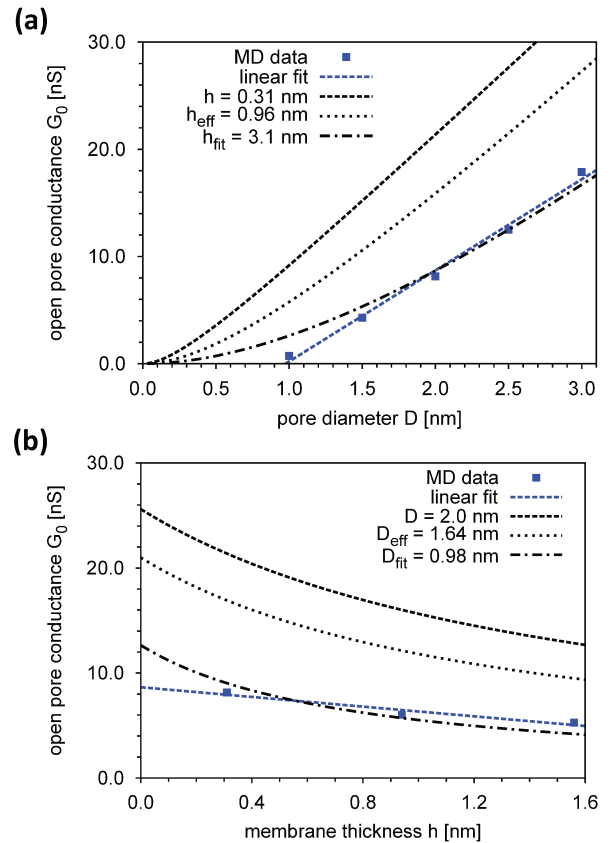 (a)
30.0
20.0
10.0
0.0
open pore conductance G₀ [nS]
MD data
linear fit
h = 0.31 nm
h_eff = 0.96 nm
h_fit = 3.1 nm
0.0 0.5 1.0 1.5 2.0 2.5 3.0
pore diameter D [nm]
(b)
30.0
20.0
10.0
0.0
open pore conductance G₀ [nS]
MD data
linear fit
D = 2.0 nm
D_eff = 1.64 nm
D_fit = 0.98 nm
0.0 0.4 0.8 1.2 1.6
membrane thickness h [nm]